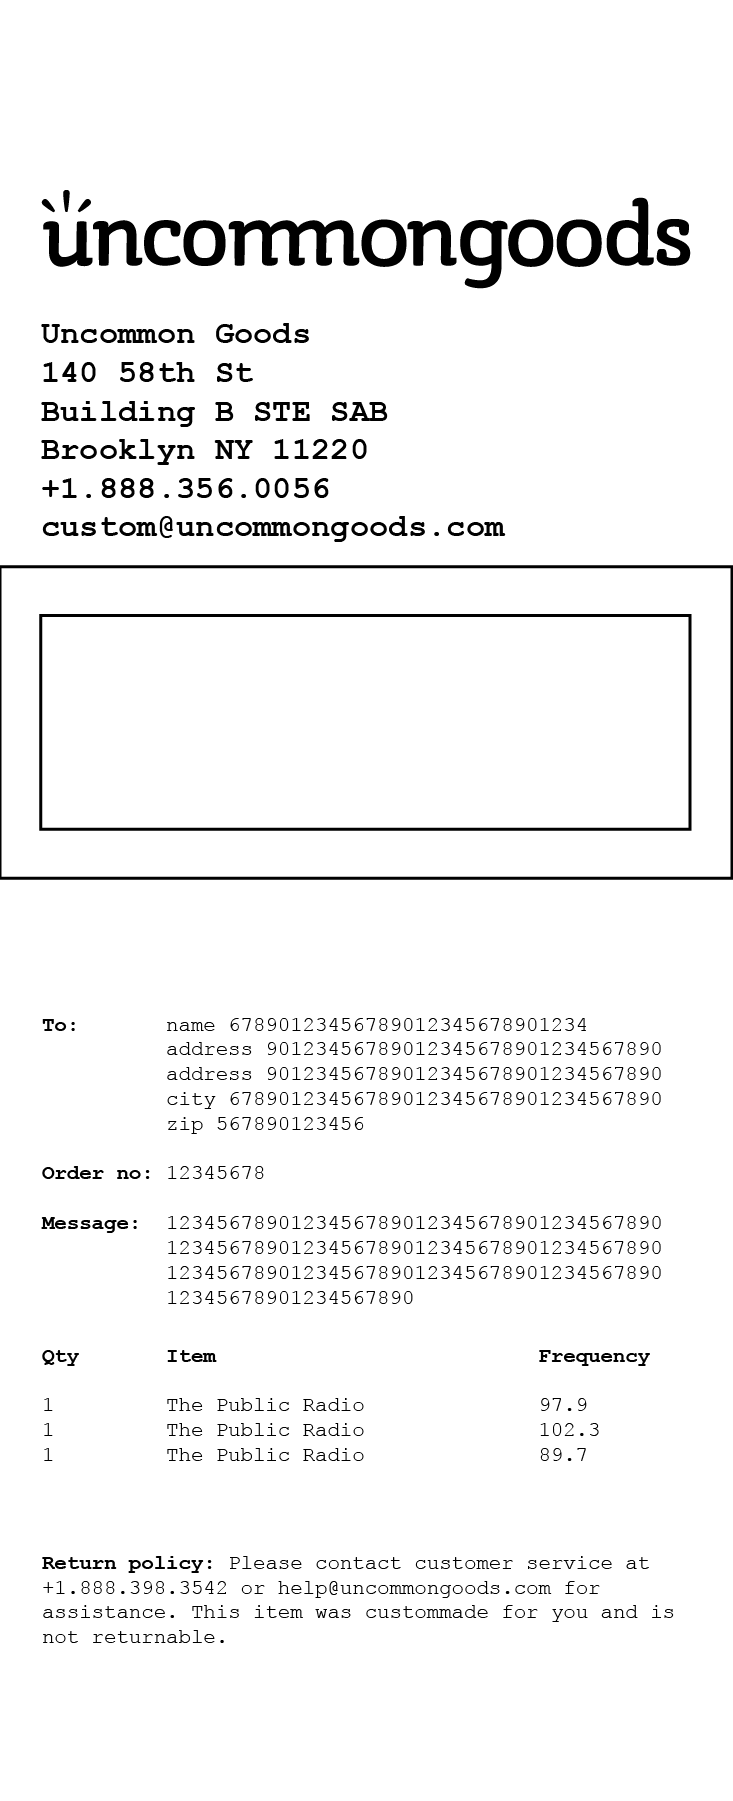 uncommongoods
Uncommon Goods
140 58th St
Building B STE SAB
Brooklyn NY 11220
+1.888.356.0056
custom@uncommongoods.com
To: name 67890123456789012345678901234
address 90123456789012345678901234567890
address 90123456789012345678901234567890
city 67890123456789012345678901234567890
zip 567890123456
Order no: 12345678
Message: 1234567890123456789012345678901234567890
1234567890123456789012345678901234567890
1234567890123456789012345678901234567890
12345678901234567890
Qty Item Frequency
1 The Public Radio 97.9
1 The Public Radio 102.3
1 The Public Radio 89.7
Return policy: Please contact customer service at
+1.888.398.3542 or help@uncommongoods.com for
assistance. This item was custommade for you and is
not returnable.